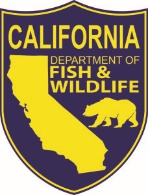 CALIFORNIA
DEPARTMENT OF
FISH &
WILDLIFE